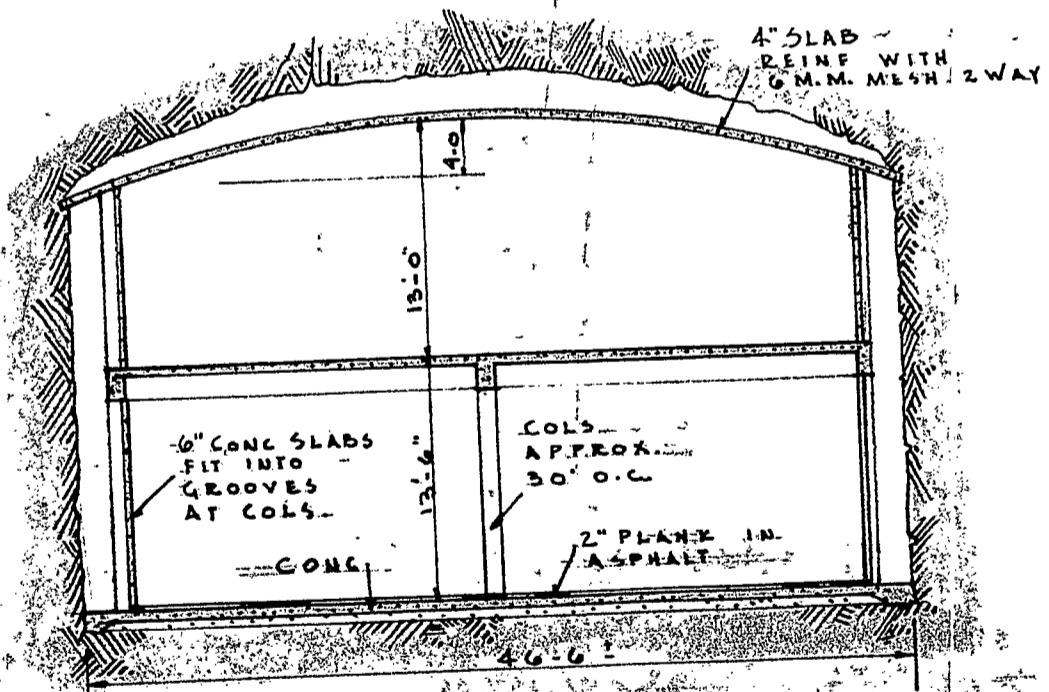 4" SLAB
REINF WITH
6 M.M. MESH 2 WAY
4-0
13'-0"
6" CONC SLABS
FIT INTO
GROOVES
AT COLS
13'-6"
COLS
APPROX.
30' O.C.
2" PLANK IN
ASPHALT
CONC
46-6 ±